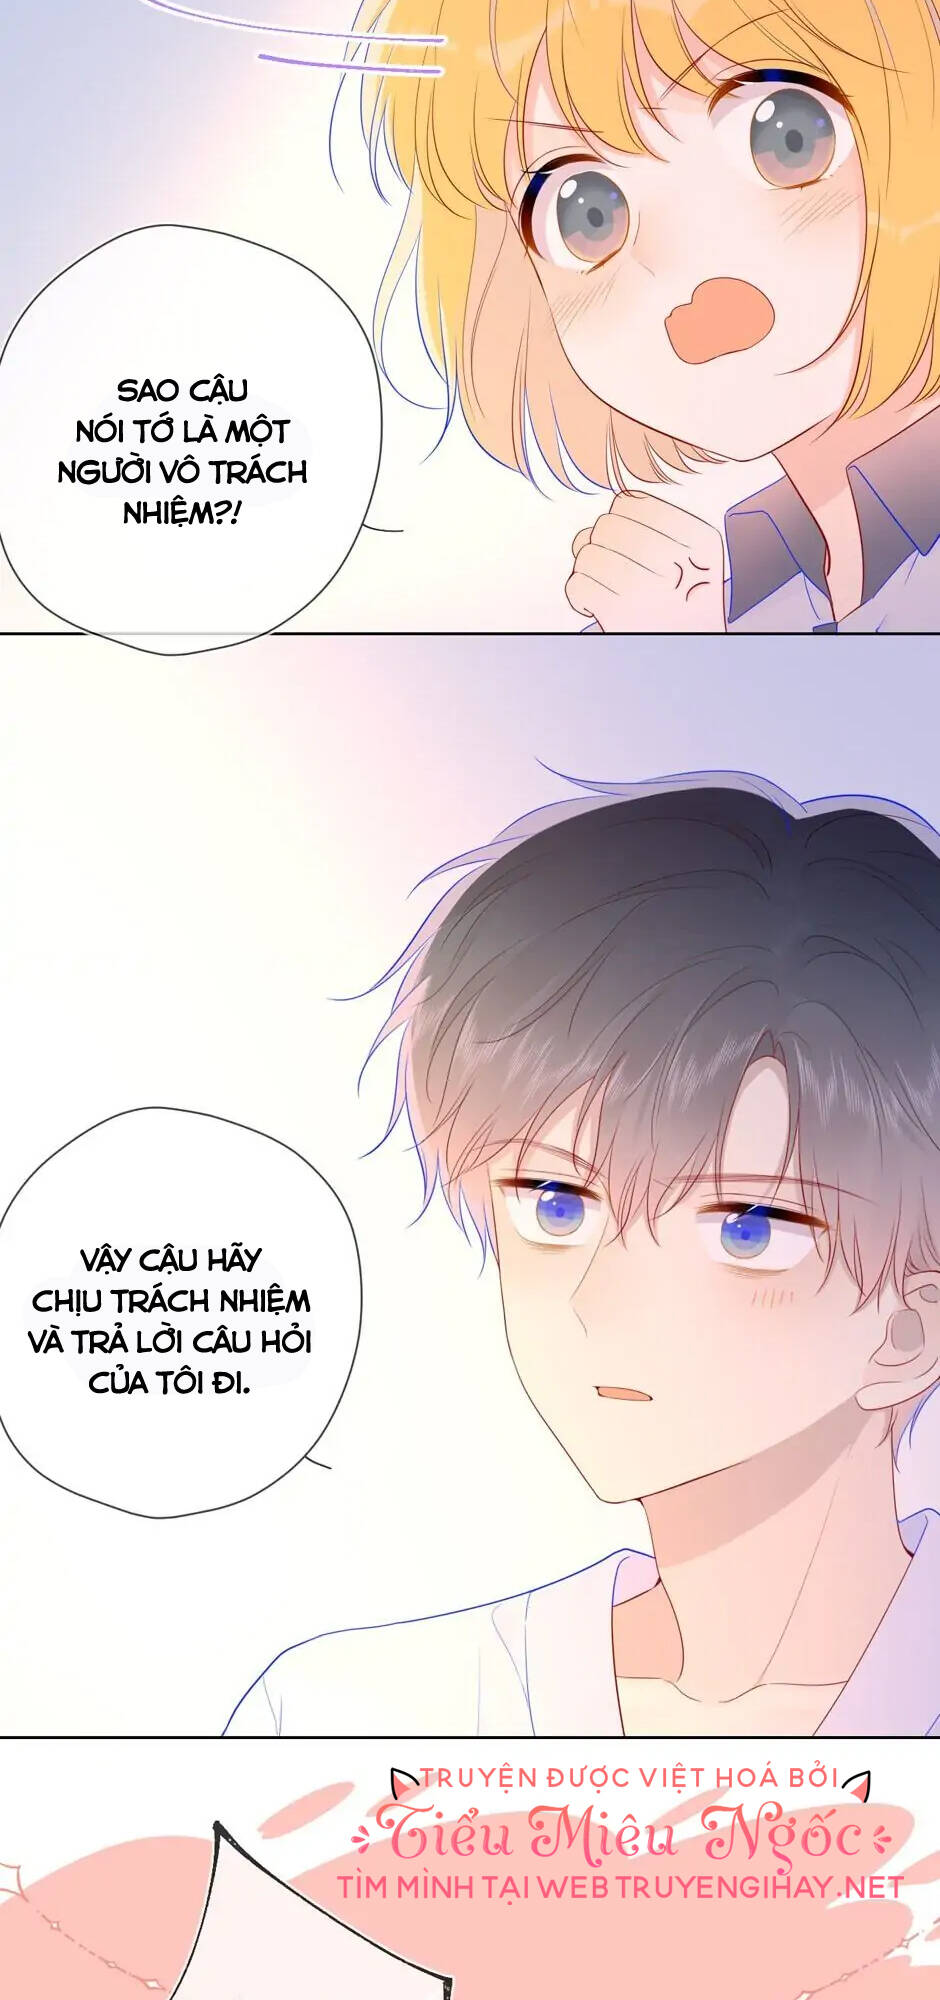 SAO CẬU
NÓI TỚ LÀ MỘT
NGƯỜI VÔ TRÁCH
NHIỆM?!
VẬY CẬU HÃY
CHỊU TRÁCH NHIỆM
VÀ TRẢ LỜI CÂU HỎI
CỦA TÔI ĐI.
TRUYỆN ĐƯỢC VIỆT HOÁ BỞI
Tiểu Miêu Ngốc
TÌM MÌNH TẠI WEB TRUYENGIHAY.NET